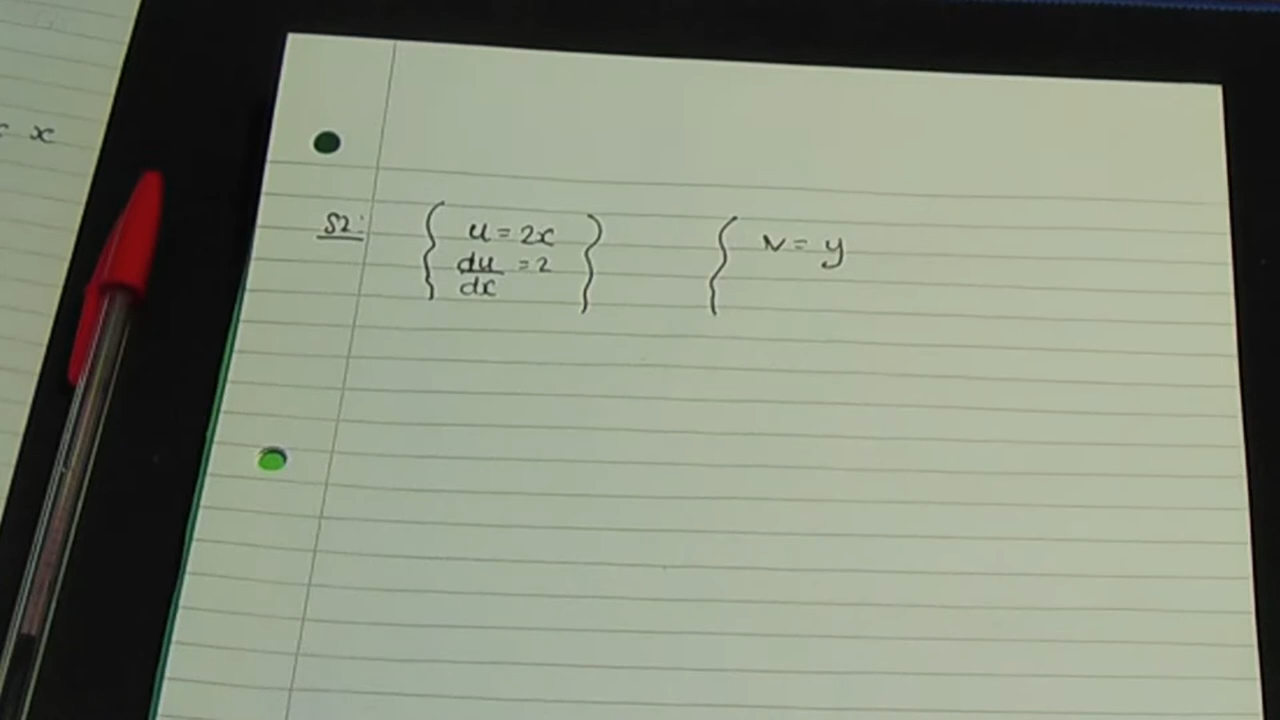 x
S2: { u = 2x } { v = y
du/dx = 2